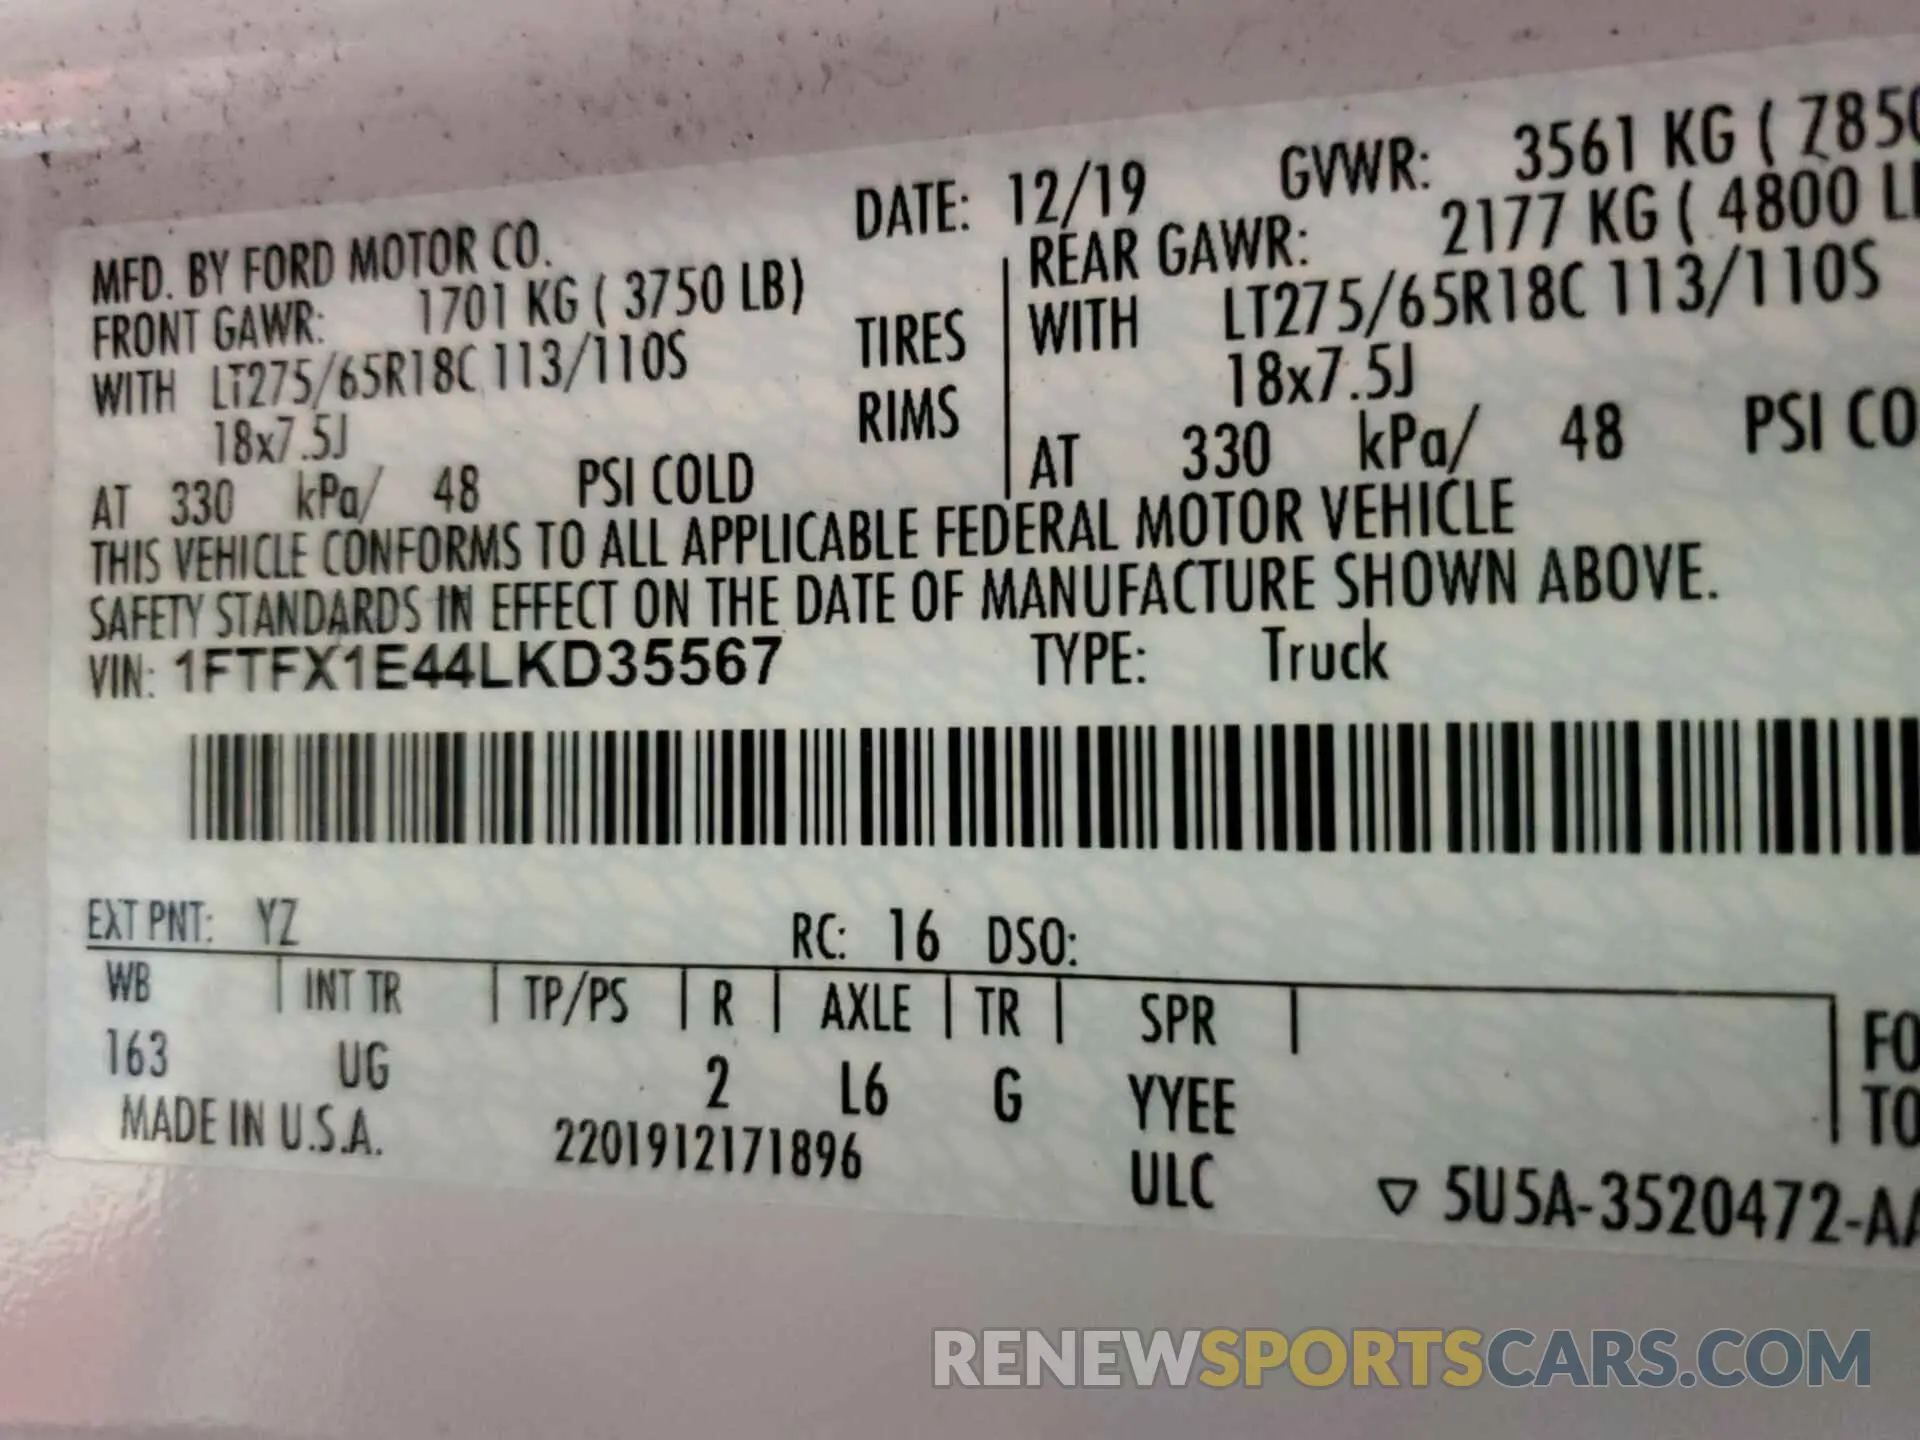 MFD. BY FORD MOTOR CO. DATE: 12/19 GVWR: 3561 KG ( 7850
FRONT GAWR: 1701 KG ( 3750 LB) REAR GAWR: 2177 KG ( 4800 L
WITH LT275/65R18C 113/110S TIRES WITH LT275/65R18C 113/110S
18x7.5J RIMS 18x7.5J
AT 330 kPa/ 48 PSI COLD AT 330 kPa/ 48 PSI CO
THIS VEHICLE CONFORMS TO ALL APPLICABLE FEDERAL MOTOR VEHICLE
SAFETY STANDARDS IN EFFECT ON THE DATE OF MANUFACTURE SHOWN ABOVE.
VIN: 1FTFX1E44LKD35567 TYPE: Truck
EXT PNT: YZ RC: 16 DSO:
WB | INT TR | TP/PS | R | AXLE | TR | SPR | FO
163 UG 2 L6 G YYEE TO
MADE IN U.S.A. 2201912171896 ULC
▽ 5U5A-3520472-AA
RENEWSPORTSCARS.COM